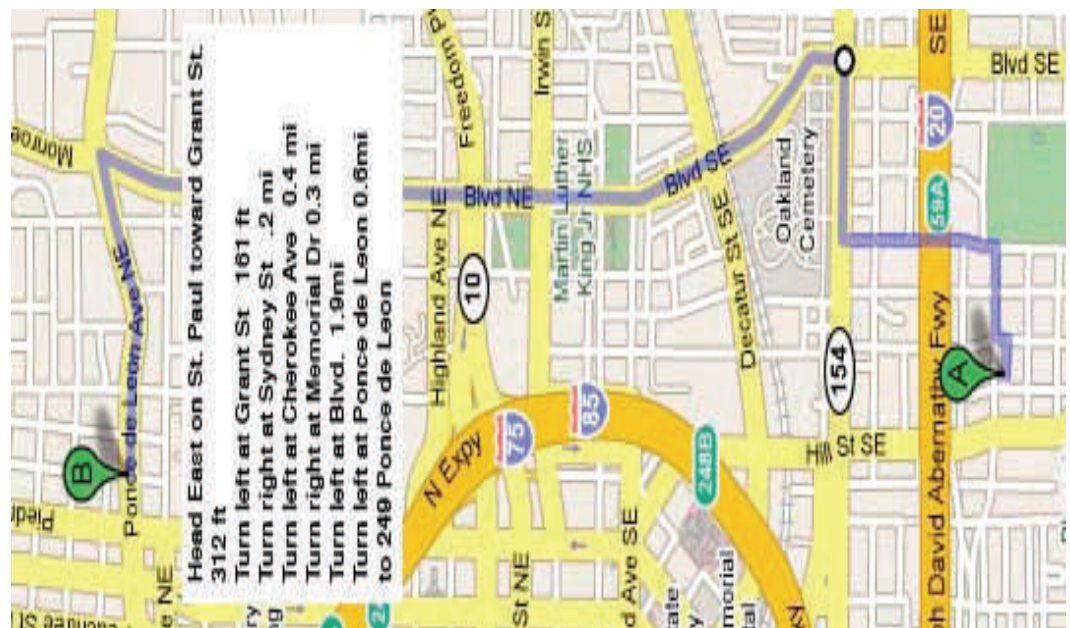 Monroe
Ponce de Leon Ave NE
B
Piedr
NE
Head East on St. Paul toward Grant St.
312 ft
Turn left at Grant St 161 ft
Turn right at Sydney St .2 mi
Turn left at Cherokee Ave 0.4 mi
Turn right at Memorial Dr 0.3 mi
Turn left at Blvd. 1.9mi
Turn left at Ponce de Leon 0.6mi
to 249 Ponce de Leon
Freedom P
Highland Ave NE
10
Blvd NE
Irwin S
Martin Luther
King Jr NHS
Blvd SE
N Expy
75
85
248B
St NE
Ave SE
Decatur St SE
Oakland
Cemetery
154
Hill St SE
20
SE
59A
Blvd SE
A
h David Abernathy Fwy